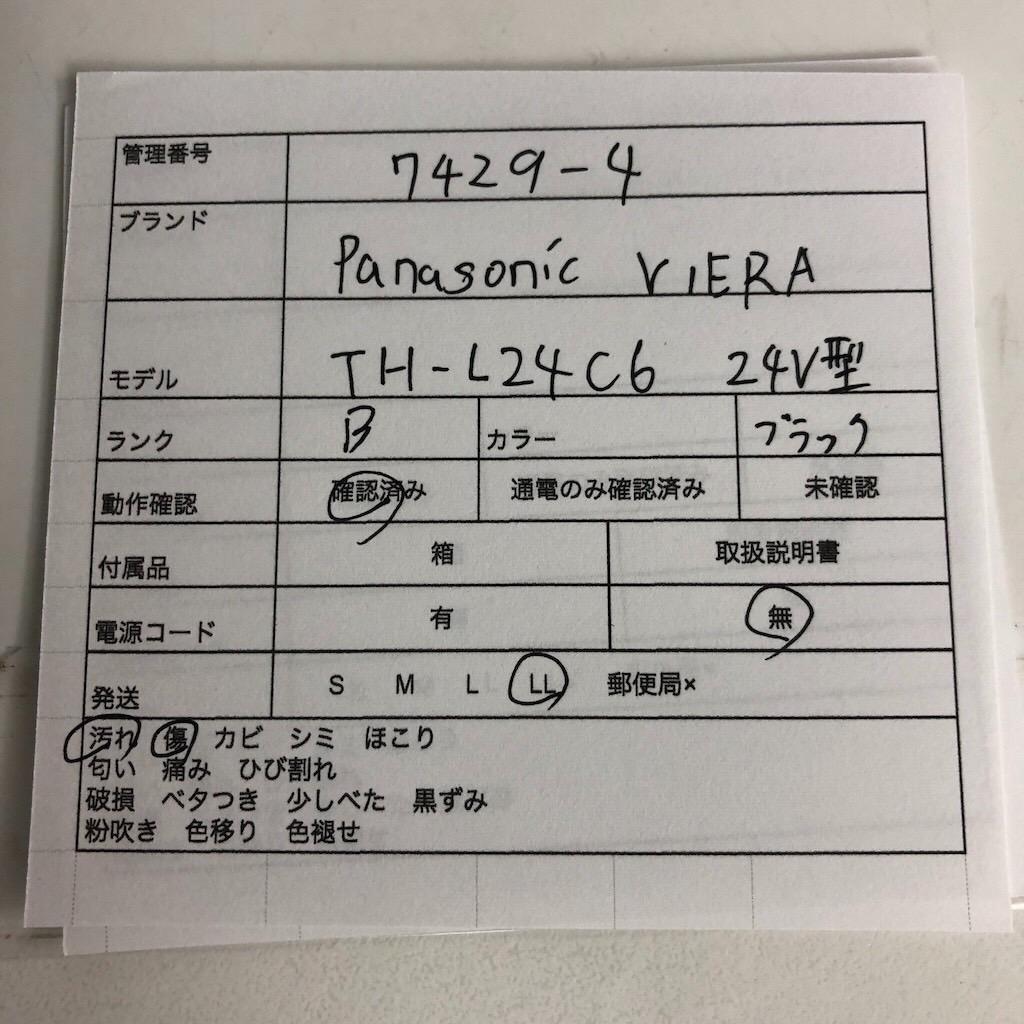 管理番号 7429-4
ブランド Panasonic VIERA
モデル TH-L24C6 24V型
ランク B カラー ブラック
動作確認 確認済み 通電のみ確認済み 未確認
付属品 箱 取扱説明書
電源コード 有 無
発送 S M L LL 郵便局×
汚れ 傷 カビ シミ ほこり
匂い 痛み ひび割れ
破損 ベタつき 少しべた 黒ずみ
粉吹き 色移り 色褪せ